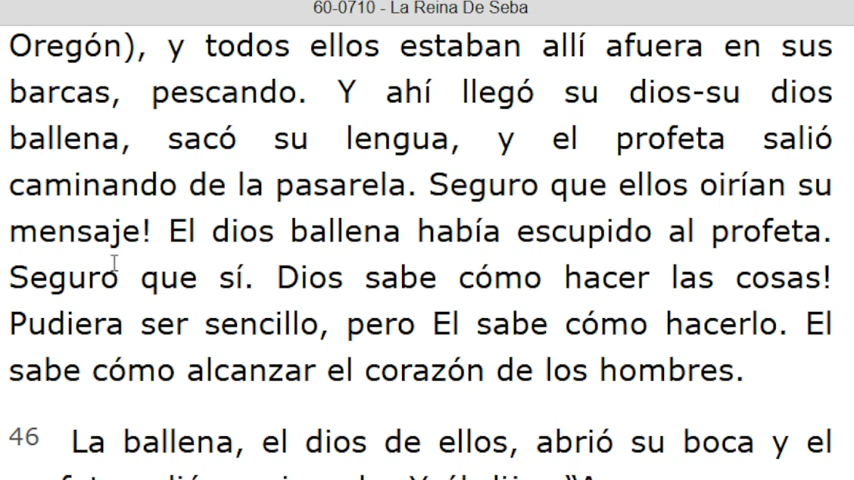 60-0710 - La Reina De Seba
Oregón), y todos ellos estaban allí afuera en sus
barcas, pescando. Y ahí llegó su dios-su dios
ballena, sacó su lengua, y el profeta salió
caminando de la pasarela. Seguro que ellos oirían su
mensaje! El dios ballena había escupido al profeta.
Seguro que sí. Dios sabe cómo hacer las cosas!
Pudiera ser sencillo, pero El sabe cómo hacerlo. El
sabe cómo alcanzar el corazón de los hombres.
46 La ballena, el dios de ellos, abrió su boca y el